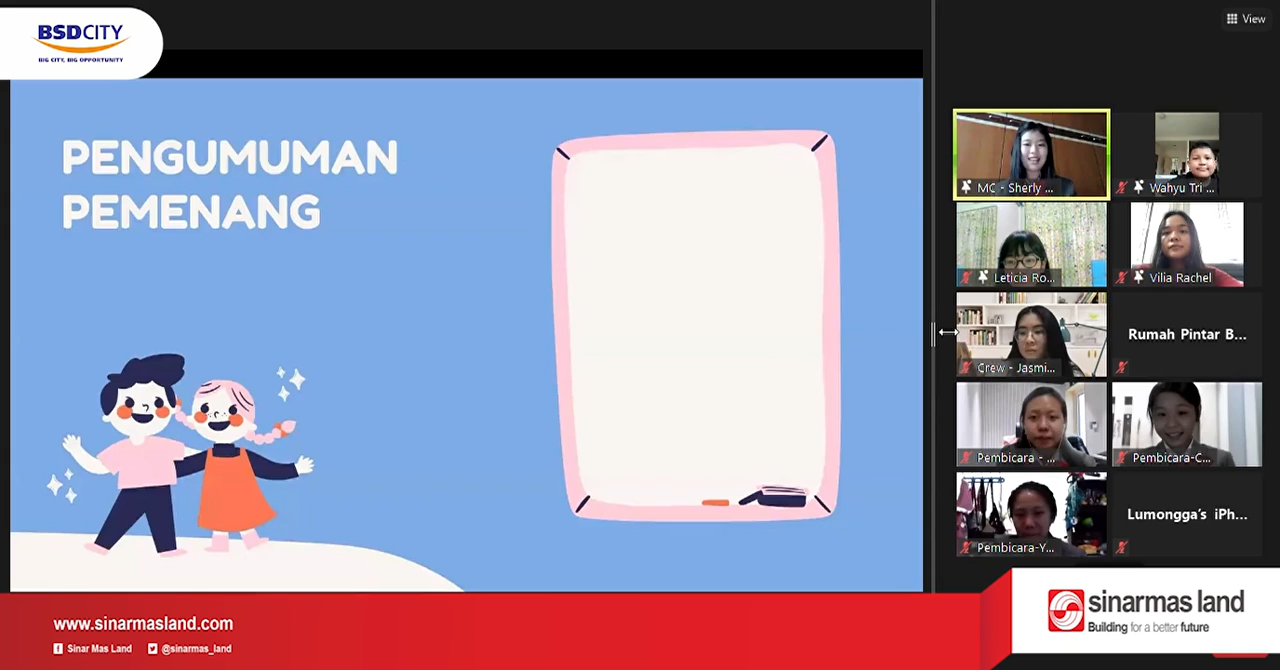 BSDCITY
BIG CITY, BIG OPPORTUNITY
View
PENGUMUMAN
PEMENANG
MC - Sherly ...
Wahyu Tri ...
Leticia Ro...
Vilia Rachel
Crew - Jasmi...
Rumah Pintar B...
Pembicara - ...
Pembicara-C...
Pembicara-Y...
Lumongga's iPh...
www.sinarmasland.com
Sinar Mas Land
@sinarmas_land
sinarmas land
Building for a better future